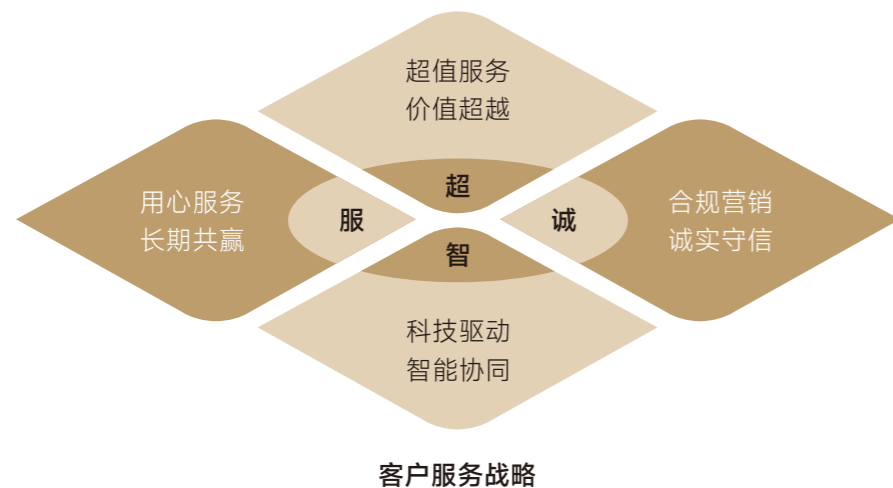 超值服务
价值超越
超
用心服务
长期共赢
服
诚
合规营销
诚实守信
智
科技驱动
智能协同
客户服务战略